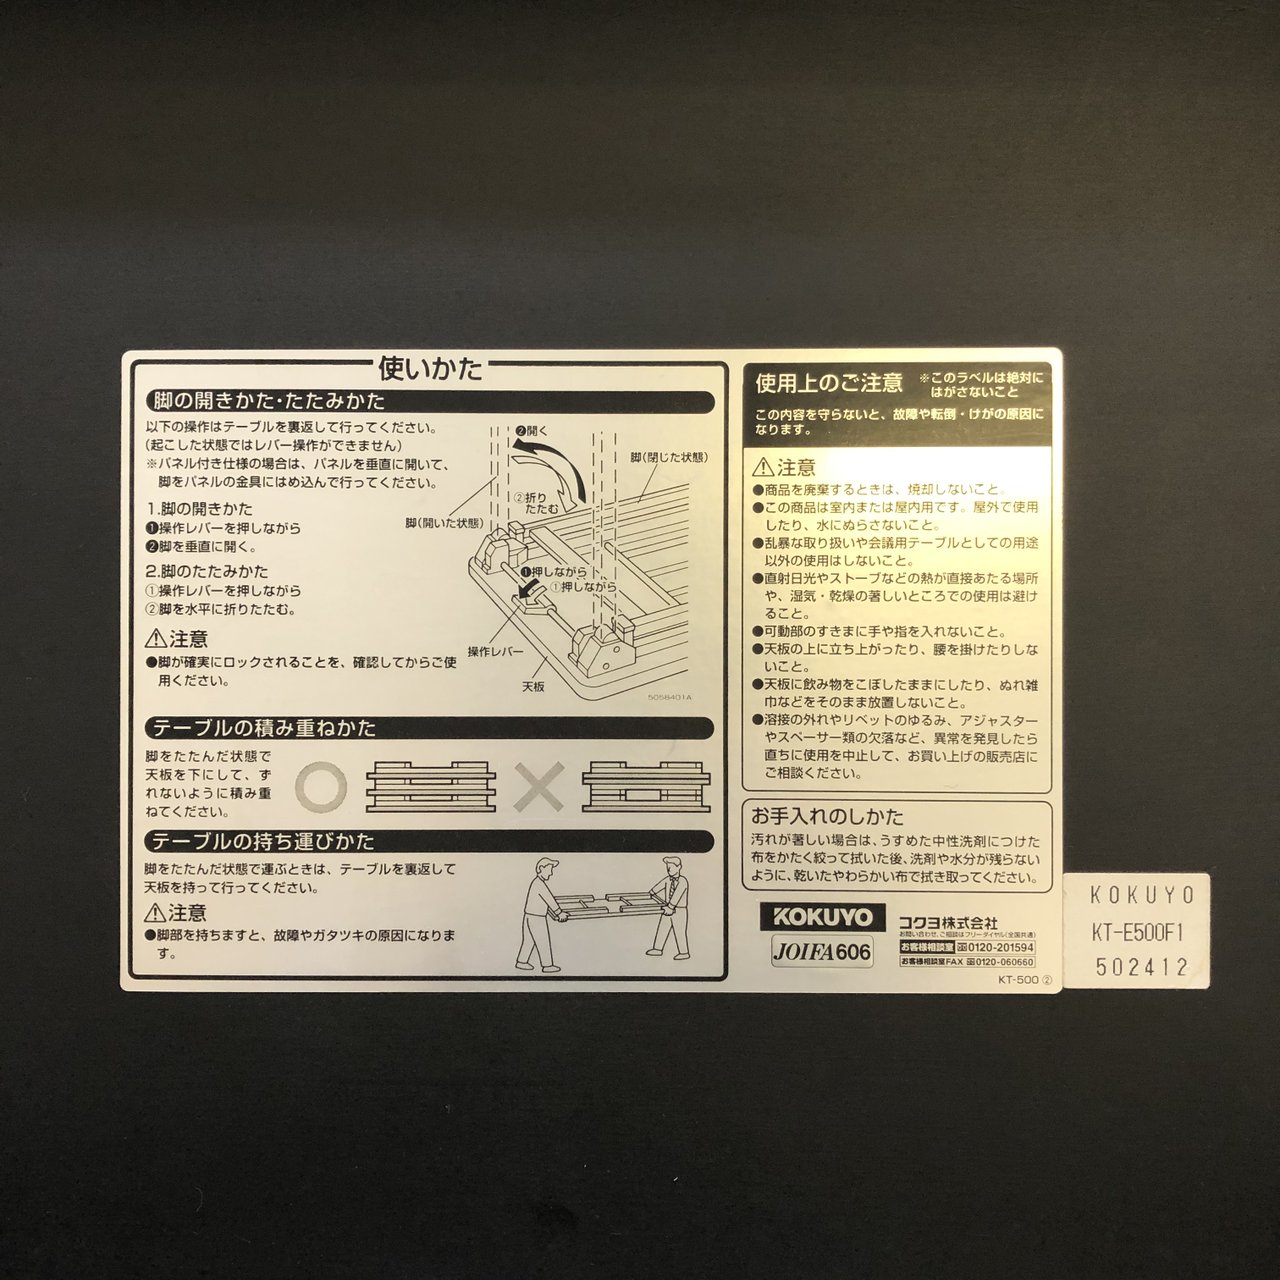 使いかた
脚の開きかた・たたみかた
以下の操作はテーブルを裏返して行ってください。
(起こした状態ではレバー操作ができません)
※パネル付き仕様の場合は、パネルを垂直に開いて、
脚をパネルの金具にはめ込んで行ってください。
1.脚の開きかた
❶操作レバーを押しながら
❷脚を垂直に開く。
2.脚のたたみかた
①操作レバーを押しながら
②脚を水平に折りたたむ。
⚠注意
●脚が確実にロックされることを、確認してからご使
用ください。
❷開く
脚(閉じた状態)
②折り
たたむ
脚(開いた状態)
❶押しながら
①押しながら
操作レバー
天板
5058401A
テーブルの積み重ねかた
脚をたたんだ状態で
天板を下にして、ず
れないように積み重
ねてください。
テーブルの持ち運びかた
脚をたたんだ状態で運ぶときは、テーブルを裏返して
天板を持って行ってください。
⚠注意
●脚部を持ちますと、故障やガタツキの原因になりま
す。
使用上のご注意
※このラベルは絶対に
はがさないこと
この内容を守らないと、故障や転倒・けがの原因に
なります。
⚠注意
●商品を廃棄するときは、焼却しないこと。
●この商品は室内または屋内用です。屋外で使用
したり、水にぬらさないこと。
●乱暴な取り扱いや会議用テーブルとしての用途
以外の使用はしないこと。
●直射日光やストーブなどの熱が直接あたる場所
や、湿気・乾燥の著しいところでの使用は避け
ること。
●可動部のすきまに手や指を入れないこと。
●天板の上に立ち上がったり、腰を掛けたりしな
いこと。
●天板に飲み物をこぼしたままにしたり、ぬれ雑
巾などをそのまま放置しないこと。
●溶接の外れやリベットのゆるみ、アジャスター
やスペーサー類の欠落など、異常を発見したら
直ちに使用を中止して、お買い上げの販売店に
ご相談ください。
お手入れのしかた
汚れが著しい場合は、うすめた中性洗剤につけた
布をかたく絞って拭いた後、洗剤や水分が残らない
ように、乾いたやわらかい布で拭き取ってください。
KOKUYO
コクヨ株式会社
お問い合わせ、ご相談はフリーダイヤル(全国共通)
JOIFA606
お客様相談室 0120-201594
お客様相談室FAX 0120-060660
KT-500 ②
KOKUYO
KT-E500F1
502412